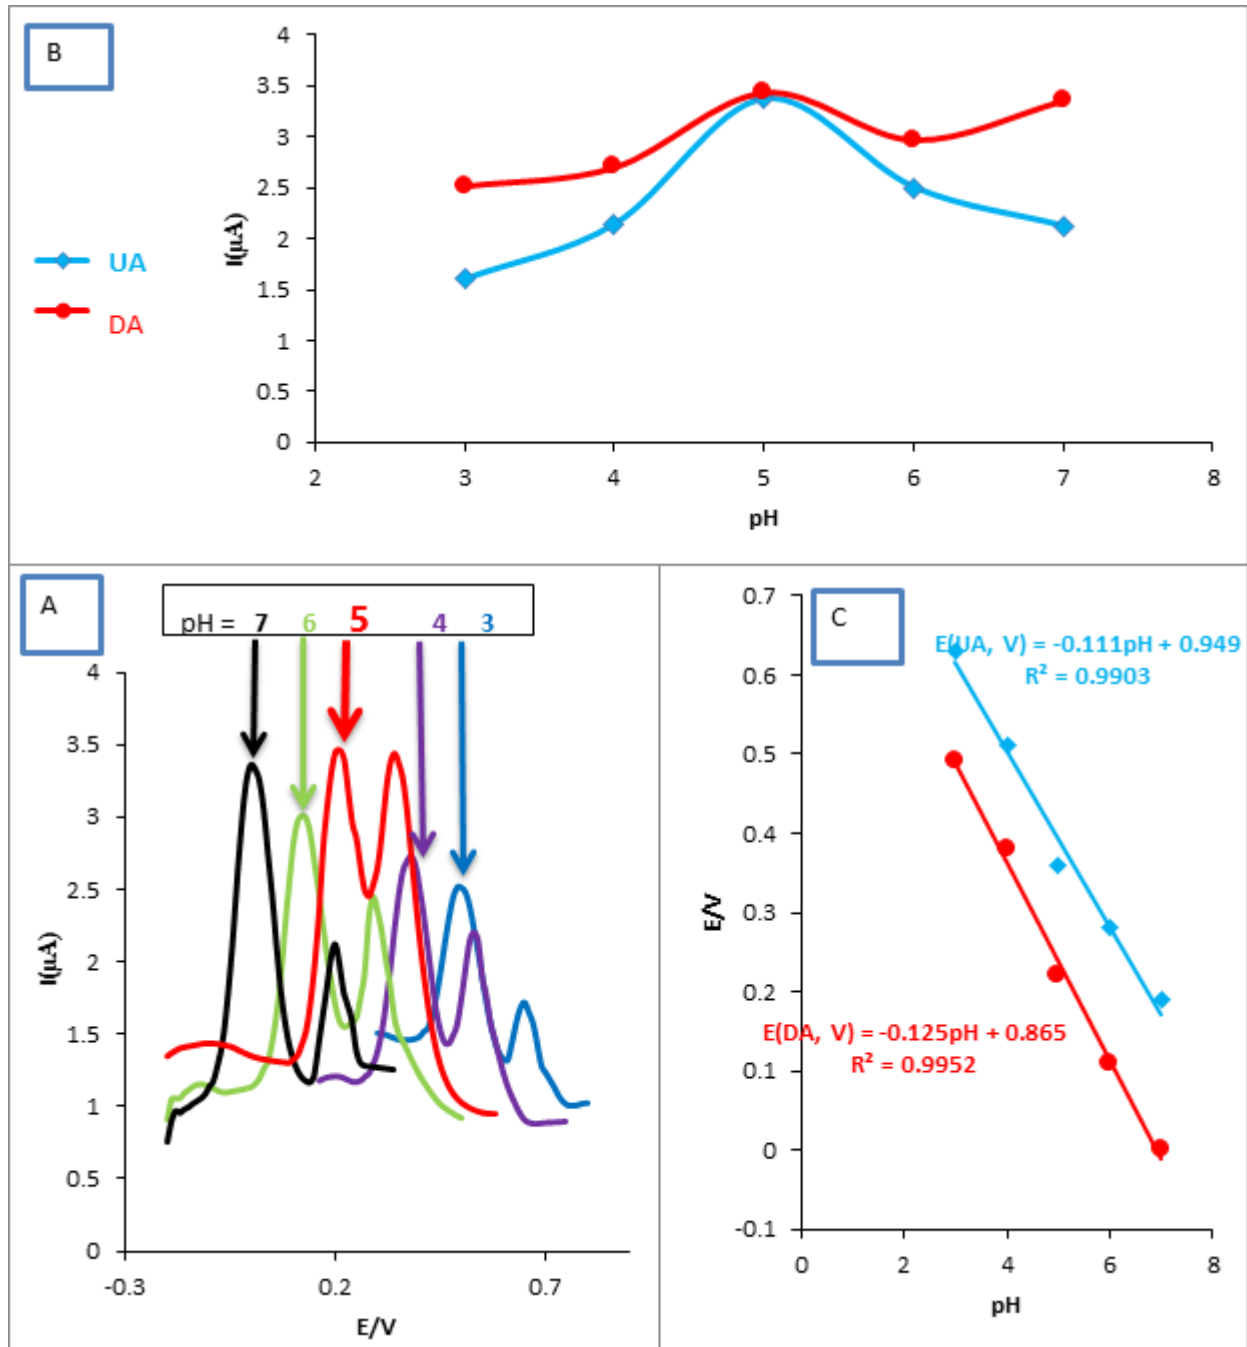 B
4
3.5
3
2.5
2
1.5
1
0.5
0
I(µA)
2 3 4 5 6 7 8
pH
UA
DA
A
pH = 7 6 5 4 3
4
3.5
3
2.5
2
1.5
1
0.5
0
I(µA)
-0.3 0.2 0.7
E/V
C
0.7
0.6
0.5
0.4
0.3
0.2
0.1
0
-0.1
E/V
E(UA, V) = -0.111pH + 0.949
R² = 0.9903
E(DA, V) = -0.125pH + 0.865
R² = 0.9952
0 2 4 6 8
pH